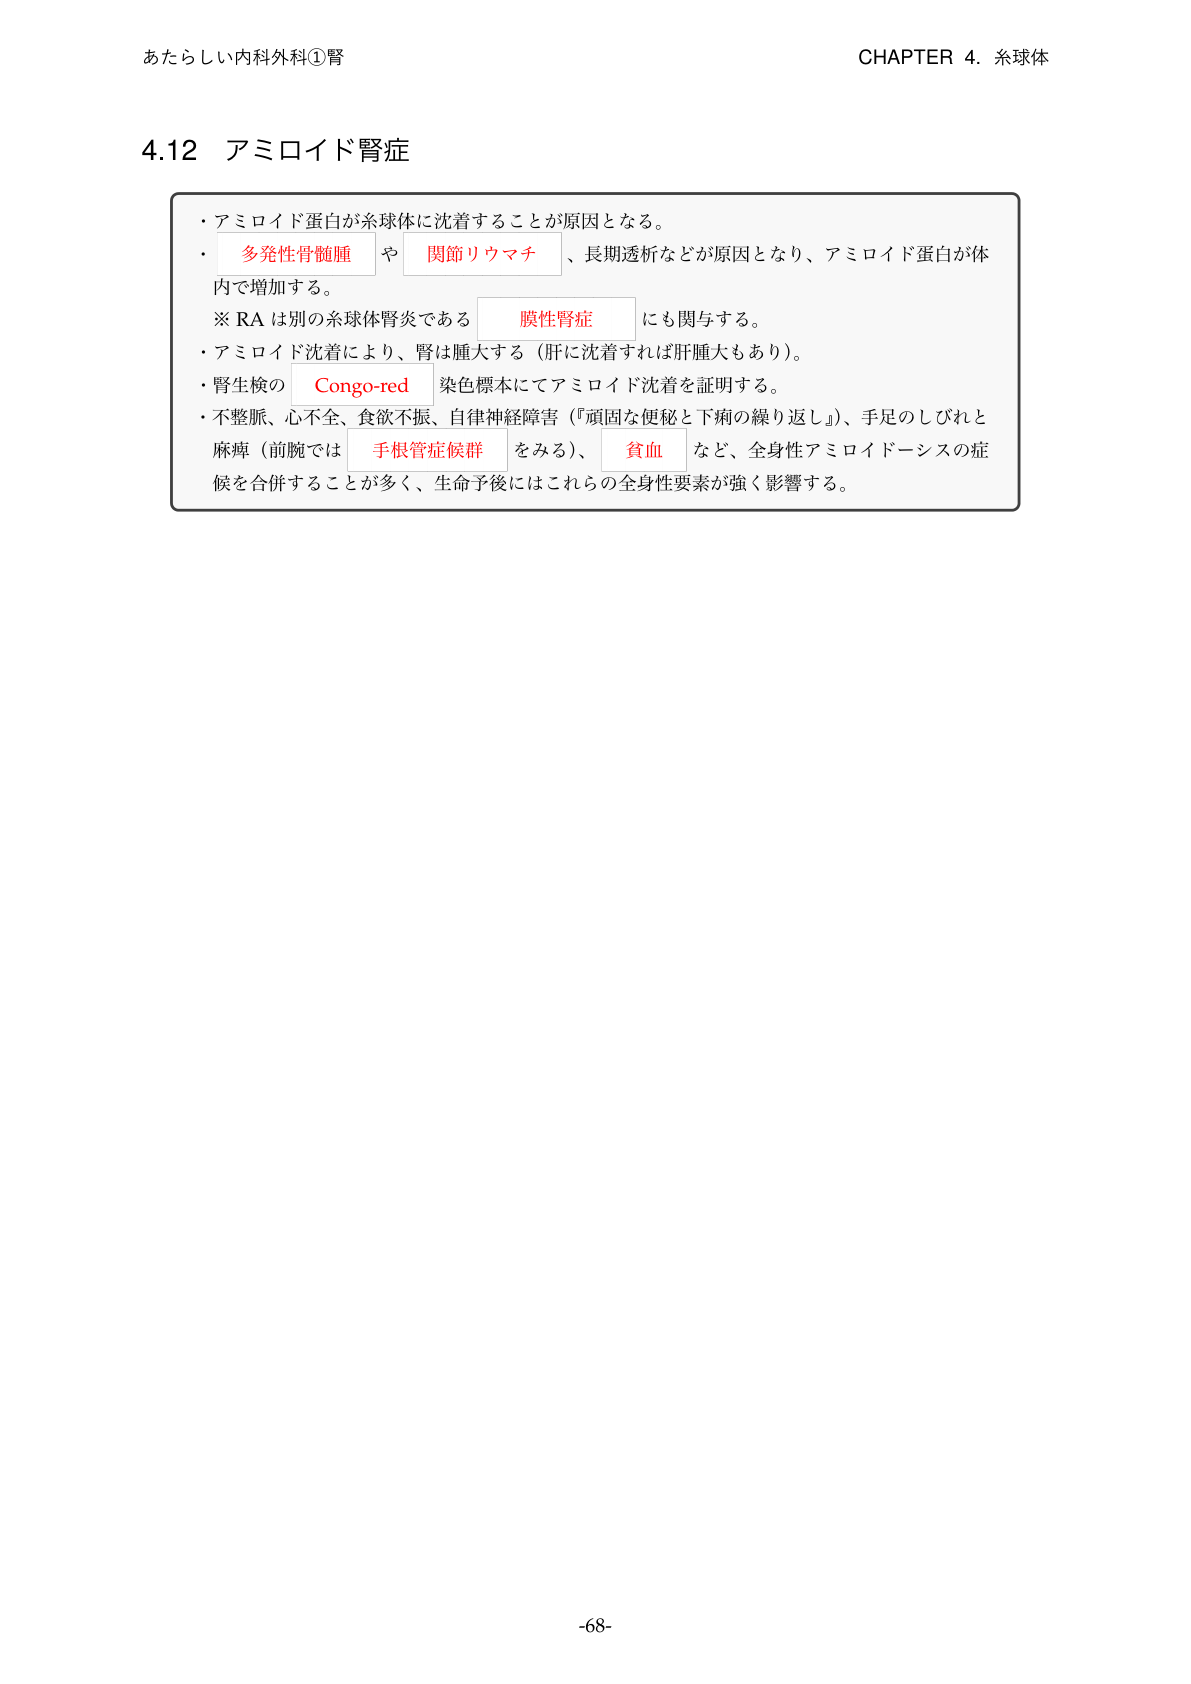 あたらしい内科外科①腎
CHAPTER 4. 糸球体
4.12 アミロイド腎症
・アミロイド蛋白が糸球体に沈着することが原因となる。
・ 多発性骨髄腫 や 関節リウマチ 、長期透析などが原因となり、アミロイド蛋白が体
内で増加する。
※ RA は別の糸球体腎炎である 膜性腎症 にも関与する。
・アミロイド沈着により、腎は腫大する（肝に沈着すれば肝腫大もあり）。
・腎生検の Congo-red 染色標本にてアミロイド沈着を証明する。
・不整脈、心不全、食欲不振、自律神経障害（『頑固な便秘と下痢の繰り返し』）、手足のしびれと
麻痺（前腕では 手根管症候群 をみる）、 貧血 など、全身性アミロイドーシスの症
候を合併することが多く、生命予後にはこれらの全身性要素が強く影響する。
-68-